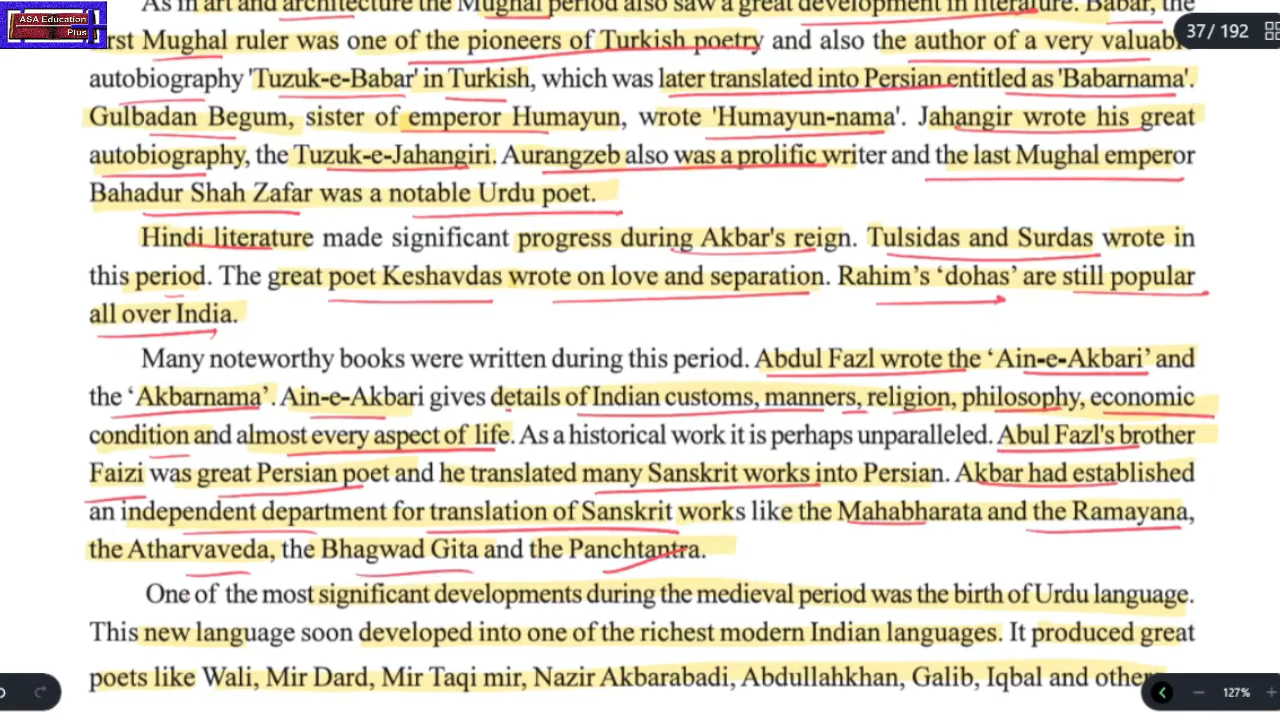 ASA Education
Plus
As in art and architecture the Mughal period also saw a great development in literature. Babar, the
first Mughal ruler was one of the pioneers of Turkish poetry and also the author of a very valuable
37 / 192
autobiography 'Tuzuk-e-Babar' in Turkish, which was later translated into Persian entitled as 'Babarnama'.
Gulbadan Begum, sister of emperor Humayun, wrote 'Humayun-nama'. Jahangir wrote his great
autobiography, the Tuzuk-e-Jahangiri. Aurangzeb also was a prolific writer and the last Mughal emperor
Bahadur Shah Zafar was a notable Urdu poet.
Hindi literature made significant progress during Akbar's reign. Tulsidas and Surdas wrote in
this period. The great poet Keshavdas wrote on love and separation. Rahim's 'dohas' are still popular
all over India.
Many noteworthy books were written during this period. Abdul Fazl wrote the 'Ain-e-Akbari' and
the 'Akbarnama'. Ain-e-Akbari gives details of Indian customs, manners, religion, philosophy, economic
condition and almost every aspect of life. As a historical work it is perhaps unparalleled. Abul Fazl's brother
Faizi was great Persian poet and he translated many Sanskrit works into Persian. Akbar had established
an independent department for translation of Sanskrit works like the Mahabharata and the Ramayana,
the Atharvaveda, the Bhagwad Gita and the Panchtantra.
One of the most significant developments during the medieval period was the birth of Urdu language.
This new language soon developed into one of the richest modern Indian languages. It produced great
poets like Wali, Mir Dard, Mir Taqi mir, Nazir Akbarabadi, Abdullahkhan, Galib, Iqbal and others.
127%